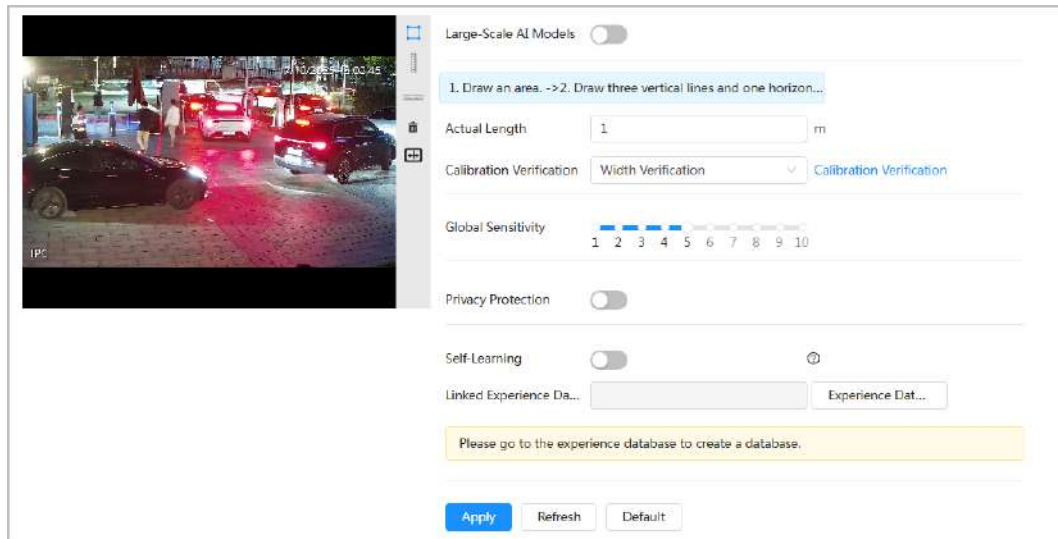 Large-Scale AI Models
1. Draw an area. ->2. Draw three vertical lines and one horizon...
Actual Length 1 m
Calibration Verification Width Verification Calibration Verification
Global Sensitivity
1 2 3 4 5 6 7 8 9 10
IPC
Privacy Protection
Self-Learning
Linked Experience Da... Experience Dat...
Please go to the experience database to create a database.
Apply Refresh Default